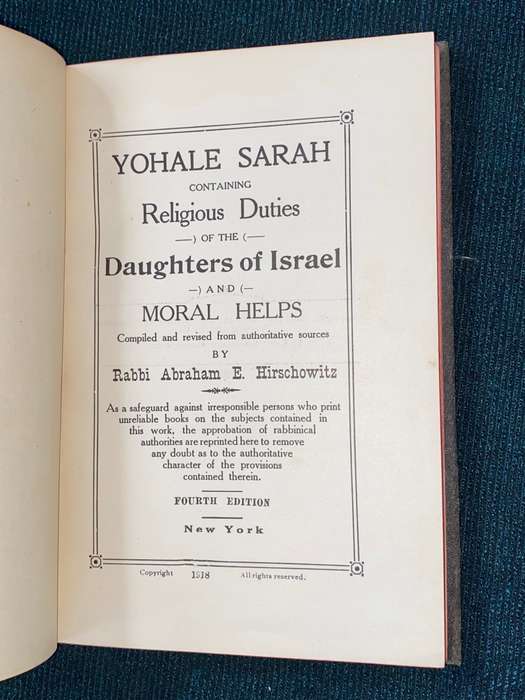 YOHALE SARAH
CONTAINING
Religious Duties
—) OF THE (—
Daughters of Israel
—) AND (—
MORAL HELPS
Compiled and revised from authoritative sources
BY
Rabbi Abraham E. Hirschowitz
As a safeguard against irresponsible persons who print
unreliable books on the subjects contained in
this work, the approbation of rabbinical
authorities are reprinted here to remove
any doubt as to the authoritative
character of the provisions
contained therein.
FOURTH EDITION
New York
Copyright 1918 All rights reserved.